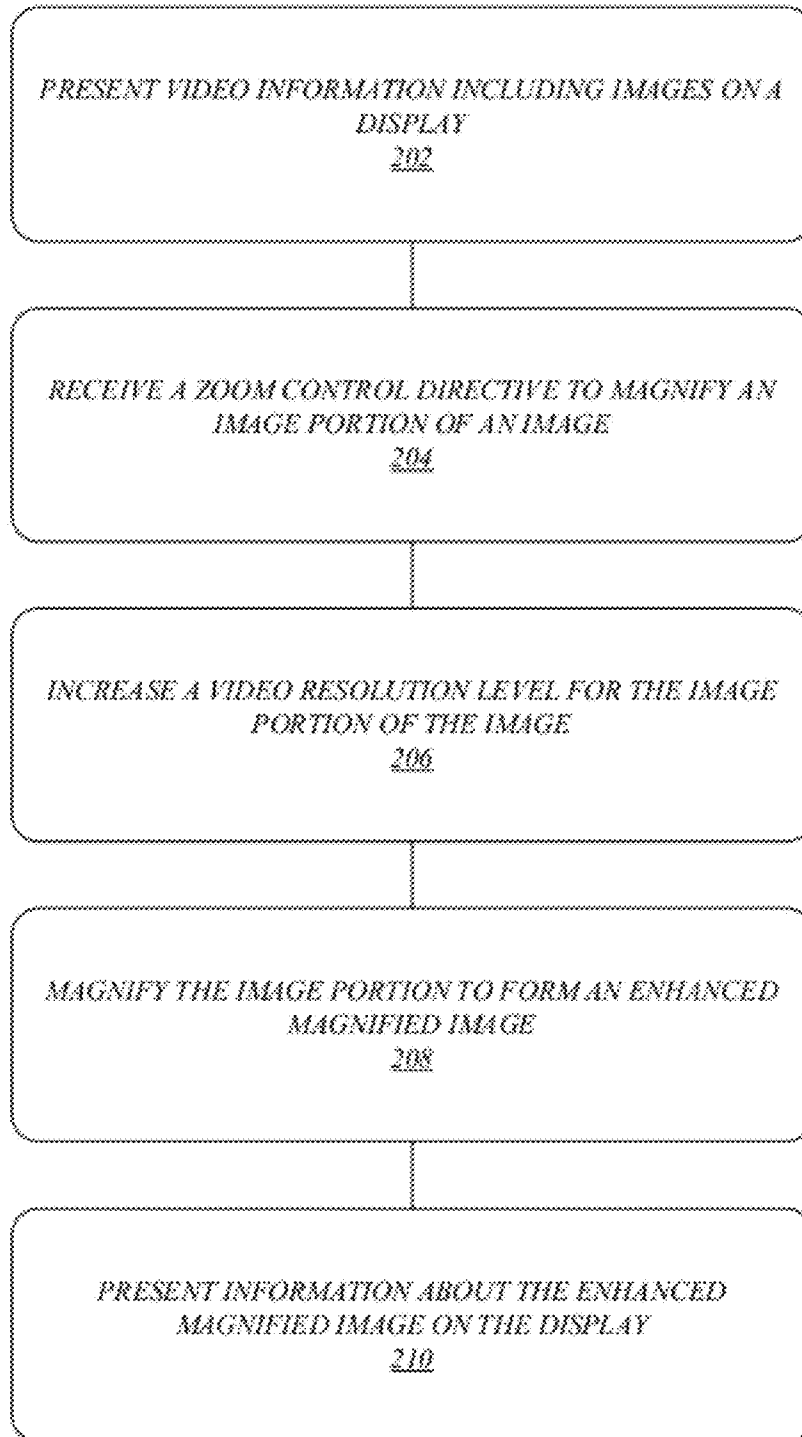 PRESENT VIDEO INFORMATION INCLUDING IMAGES ON A
DISPLAY
202
RECEIVE A ZOOM CONTROL DIRECTIVE TO MAGNIFY AN
IMAGE PORTION OF AN IMAGE
204
INCREASE A VIDEO RESOLUTION LEVEL FOR THE IMAGE
PORTION OF THE IMAGE
206
MAGNIFY THE IMAGE PORTION TO FORM AN ENHANCED
MAGNIFIED IMAGE
208
PRESENT INFORMATION ABOUT THE ENHANCED
MAGNIFIED IMAGE ON THE DISPLAY
210